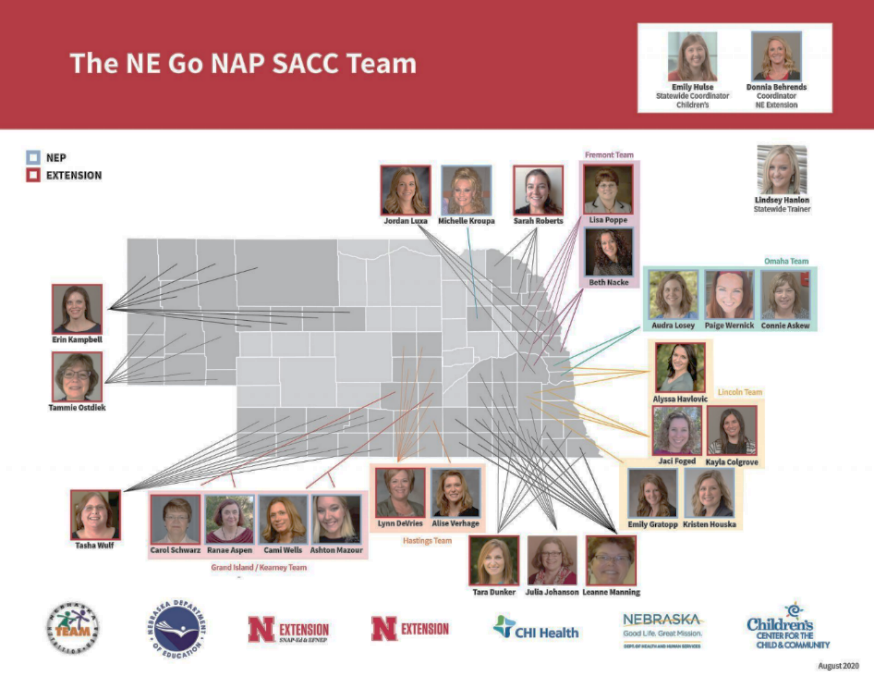 The NE Go NAP SACC Team
Emily Hulse
Statewide Coordinator
Children's
Donnia Behrends
Coordinator
NE Extension
NEP
EXTENSION
Lindsey Hanlon
Statewide Trainer
Fremont Team
Jordan Luxa
Michelle Kroupa
Sarah Roberts
Lisa Poppe
Beth Nacke
Omaha Team
Audra Losey
Paige Wernick
Connie Askew
Erin Kampbell
Tammie Ostdiek
Alyssa Havlovic
Lincoln Team
Jaci Foged
Kayla Colgrove
Emily Gratopp
Kristen Houska
Tasha Wulf
Carol Schwarz
Ranae Aspen
Cami Wells
Ashton Mazour
Grand Island / Kearney Team
Lynn DeVries
Alise Verhage
Hastings Team
Tara Dunker
Julia Johanson
Leanne Manning
TEAM
NEBRASKA DEPARTMENT
OF EDUCATION
N EXTENSION
SNAP-Ed & EFNEP
N EXTENSION
CHI Health
NEBRASKA
Good Life. Great Mission.
DEPT. OF HEALTH AND HUMAN SERVICES
Children's
CENTER FOR THE
CHILD & COMMUNITY
August 2020